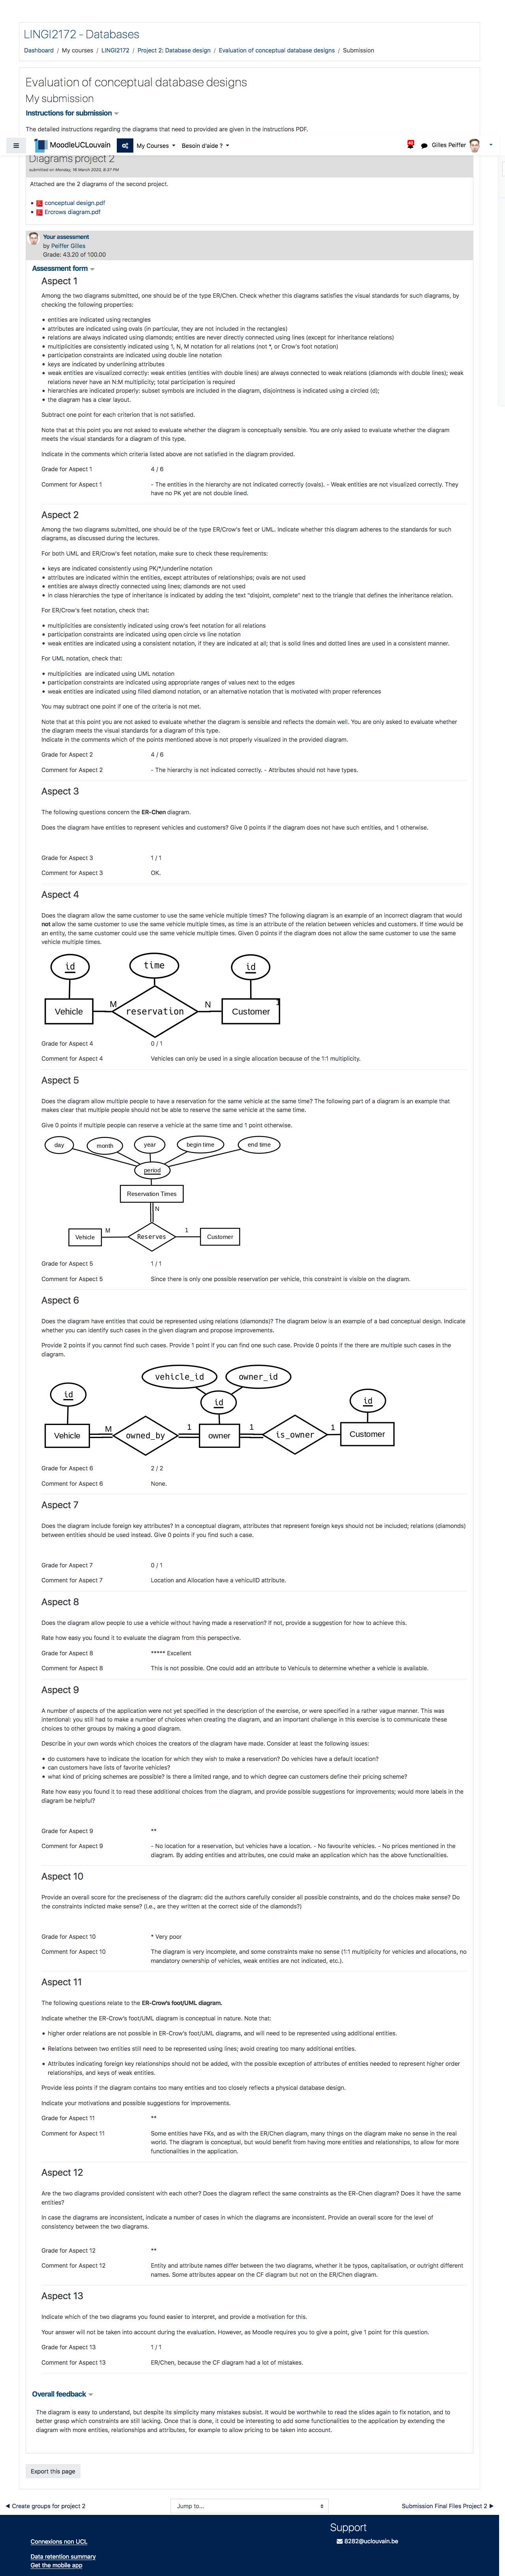 LINGI2172 - Databases
Dashboard / My courses / LINGI2172 / Project 2: Database design / Evaluation of conceptual database designs / Submission
Evaluation of conceptual database designs
My submission
Instructions for submission
The detailed instructions regarding the diagrams that need to provided are given in the instructions PDF.
MoodleUCLouvain My Courses Besoin d'aide ? Gilles Peiffer
Diagrams project 2
submitted on Monday, 16 March 2020, 6:37 PM
Attached are the 2 diagrams of the second project.
conceptual design.pdf
Ercrows diagram.pdf
Your assessment
by Peiffer Gilles
Grade: 43.20 of 100.00
Assessment form
Aspect 1
Among the two diagrams submitted, one should be of the type ER/Chen. Check whether this diagrams satisfies the visual standards for such diagrams, by
checking the following properties:
entities are indicated using rectangles
attributes are indicated using ovals (in particular, they are not included in the rectangles)
relations are always indicated using diamonds; entities are never directly connected using lines (except for inheritance relations)
multiplicities are consistently indicated using 1, N, M notation for all relations (not *, or Crow's foot notation)
participation constraints are indicated using double line notation
keys are indicated by underlining attributes
weak entities are visualized correctly: weak entities (entities with double lines) are always connected to weak relations (diamonds with double lines); weak
relations never have an N:M multiplicity; total participation is required
hierarchies are indicated properly: subset symbols are included in the diagram, disjointness is indicated using a circled (d);
the diagram has a clear layout.
Subtract one point for each criterion that is not satisfied.
Note that at this point you are not asked to evaluate whether the diagram is conceptually sensible. You are only asked to evaluate whether the diagram
meets the visual standards for a diagram of this type.
Indicate in the comments which criteria listed above are not satisfied in the diagram provided.
Grade for Aspect 1 4 / 6
Comment for Aspect 1 - The entities in the hierarchy are not indicated correctly (ovals). - Weak entities are not visualized correctly. They
have no PK yet are not double lined.
Aspect 2
Among the two diagrams submitted, one should be of the type ER/Crow's feet or UML. Indicate whether this diagram adheres to the standards for such
diagrams, as discussed during the lectures.
For both UML and ER/Crow's feet notation, make sure to check these requirements:
keys are indicated consistently using PK/*/underline notation
attributes are indicated within the entities, except attributes of relationships; ovals are not used
entities are always directly connected using lines; diamonds are not used
in class hierarchies the type of inheritance is indicated by adding the text "disjoint, complete" next to the triangle that defines the inheritance relation.
For ER/Crow's feet notation, check that:
multiplicities are consistently indicated using crow's feet notation for all relations
participation constraints are indicated using open circle vs line notation
weak entities are indicated using a consistent notation, if they are indicated at all; that is solid lines and dotted lines are used in a consistent manner.
For UML notation, check that:
multiplicities are indicated using UML notation
participation constraints are indicated using appropriate ranges of values next to the edges
weak entities are indicated using filled diamond notation, or an alternative notation that is motivated with proper references
You may subtract one point if one of the criteria is not met.
Note that at this point you are not asked to evaluate whether the diagram is sensible and reflects the domain well. You are only asked to evaluate whether
the diagram meets the visual standards for a diagram of this type.
Indicate in the comments which of the points mentioned above is not properly visualized in the provided diagram.
Grade for Aspect 2 4 / 6
Comment for Aspect 2 - The hierarchy is not indicated correctly. - Attributes should not have types.
Aspect 3
The following questions concern the ER-Chen diagram.
Does the diagram have entities to represent vehicles and customers? Give 0 points if the diagram does not have such entities, and 1 otherwise.
Grade for Aspect 3 1 / 1
Comment for Aspect 3 OK.
Aspect 4
Does the diagram allow the same customer to use the same vehicle multiple times? The following diagram is an example of an incorrect diagram that would
not allow the same customer to use the same vehicle multiple times, as time is an attribute of the relation between vehicles and customers. If time would be
an entity, the same customer could use the same vehicle multiple times. Given 0 points if the diagram does not allow the same customer to use the same
vehicle multiple times.
id time id
Vehicle M reservation N Customer 1
Grade for Aspect 4 0 / 1
Comment for Aspect 4 Vehicles can only be used in a single allocation because of the 1:1 multiplicity.
Aspect 5
Does the diagram allow multiple people to have a reservation for the same vehicle at the same time? The following part of a diagram is an example that
makes clear that multiple people should not be able to reserve the same vehicle at the same time.
Give 0 points if multiple people can reserve a vehicle at the same time and 1 point otherwise.
day month year begin time end time
period
Reservation Times
N
Vehicle M Reserves 1 Customer
Grade for Aspect 5 1 / 1
Comment for Aspect 5 Since there is only one possible reservation per vehicle, this constraint is visible on the diagram.
Aspect 6
Does the diagram have entities that could be represented using relations (diamonds)? The diagram below is an example of a bad conceptual design. Indicate
whether you can identify such cases in the given diagram and propose improvements.
Provide 2 points if you cannot find such cases. Provide 1 point if you can find one such case. Provide 0 points if the there are multiple such cases in the
diagram.
vehicle_id owner_id
id id id
Vehicle M owned_by 1 owner 1 is_owner 1 Customer
Grade for Aspect 6 2 / 2
Comment for Aspect 6 None.
Aspect 7
Does the diagram include foreign key attributes? In a conceptual diagram, attributes that represent foreign keys should not be included; relations (diamonds)
between entities should be used instead. Give 0 points if you find such a case.
Grade for Aspect 7 0 / 1
Comment for Aspect 7 Location and Allocation have a vehiculID attribute.
Aspect 8
Does the diagram allow people to use a vehicle without having made a reservation? If not, provide a suggestion for how to achieve this.
Rate how easy you found it to evaluate the diagram from this perspective.
Grade for Aspect 8 ***** Excellent
Comment for Aspect 8 This is not possible. One could add an attribute to Vehiculs to determine whether a vehicle is available.
Aspect 9
A number of aspects of the application were not yet specified in the description of the exercise, or were specified in a rather vague manner. This was
intentional: you still had to make a number of choices when creating the diagram, and an important challenge in this exercise is to communicate these
choices to other groups by making a good diagram.
Describe in your own words which choices the creators of the diagram have made. Consider at least the following issues:
do customers have to indicate the location for which they wish to make a reservation? Do vehicles have a default location?
can customers have lists of favorite vehicles?
what kind of pricing schemes are possible? Is there a limited range, and to which degree can customers define their pricing scheme?
Rate how easy you found it to read these additional choices from the diagram, and provide possible suggestions for improvements; would more labels in the
diagram be helpful?
Grade for Aspect 9 **
Comment for Aspect 9 - No location for a reservation, but vehicles have a location. - No favourite vehicles. - No prices mentioned in the
diagram. By adding entities and attributes, one could make an application which has the above functionalities.
Aspect 10
Provide an overall score for the preciseness of the diagram: did the authors carefully consider all possible constraints, and do the choices make sense? Do
the constraints indicted make sense? (i.e., are they written at the correct side of the diamonds?)
Grade for Aspect 10 * Very poor
Comment for Aspect 10 The diagram is very incomplete, and some constraints make no sense (1:1 multiplicity for vehicles and allocations, no
mandatory ownership of vehicles, weak entities are not indicated, etc.).
Aspect 11
The following questions relate to the ER-Crow's foot/UML diagram.
Indicate whether the ER-Crow's foot/UML diagram is conceptual in nature. Note that:
higher order relations are not possible in ER-Crow's foot/UML diagrams, and will need to be represented using additional entities.
Relations between two entities still need to be represented using lines; avoid creating too many additional entities.
Attributes indicating foreign key relationships should not be added, with the possible exception of attributes of entities needed to represent higher order
relationships, and keys of weak entities.
Provide less points if the diagram contains too many entities and too closely reflects a physical database design.
Indicate your motivations and possible suggestions for improvements.
Grade for Aspect 11 **
Comment for Aspect 11 Some entities have FKs, and as with the ER/Chen diagram, many things on the diagram make no sense in the real
world. The diagram is conceptual, but would benefit from having more entities and relationships, to allow for more
functionalities in the application.
Aspect 12
Are the two diagrams provided consistent with each other? Does the diagram reflect the same constraints as the ER-Chen diagram? Does it have the same
entities?
In case the diagrams are inconsistent, indicate a number of cases in which the diagrams are inconsistent. Provide an overall score for the level of
consistency between the two diagrams.
Grade for Aspect 12 **
Comment for Aspect 12 Entity and attribute names differ between the two diagrams, whether it be typos, capitalisation, or outright different
names. Some attributes appear on the CF diagram but not on the ER/Chen diagram.
Aspect 13
Indicate which of the two diagrams you found easier to interpret, and provide a motivation for this.
Your answer will not be taken into account during the evaluation. However, as Moodle requires you to give a point, give 1 point for this question.
Grade for Aspect 13 1 / 1
Comment for Aspect 13 ER/Chen, because the CF diagram had a lot of mistakes.
Overall feedback
The diagram is easy to understand, but despite its simplicity many mistakes subsist. It would be worthwhile to read the slides again to fix notation, and to
better grasp which constraints are still lacking. Once that is done, it could be interesting to add some functionalities to the application by extending the
diagram with more entities, relationships and attributes, for example to allow pricing to be taken into account.
Export this page
◄ Create groups for project 2 Jump to... Submission Final Files Project 2 ►
Support
Connexions non UCL 8282@uclouvain.be
Data retention summary
Get the mobile app